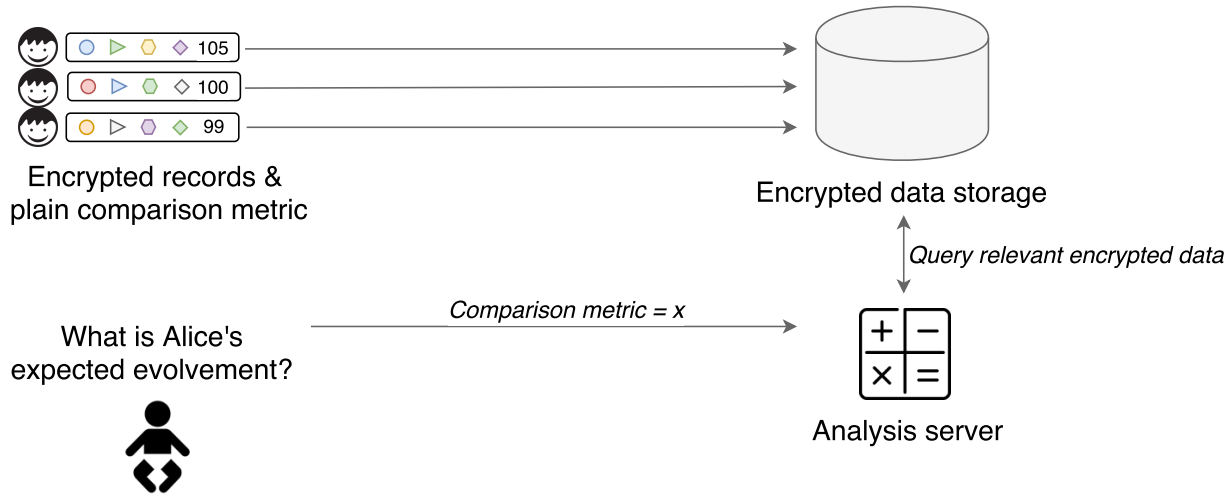 105
100
99
Encrypted records &
plain comparison metric
Encrypted data storage
Query relevant encrypted data
Comparison metric = x
What is Alice's
expected evolvement?
+ −
× =
Analysis server